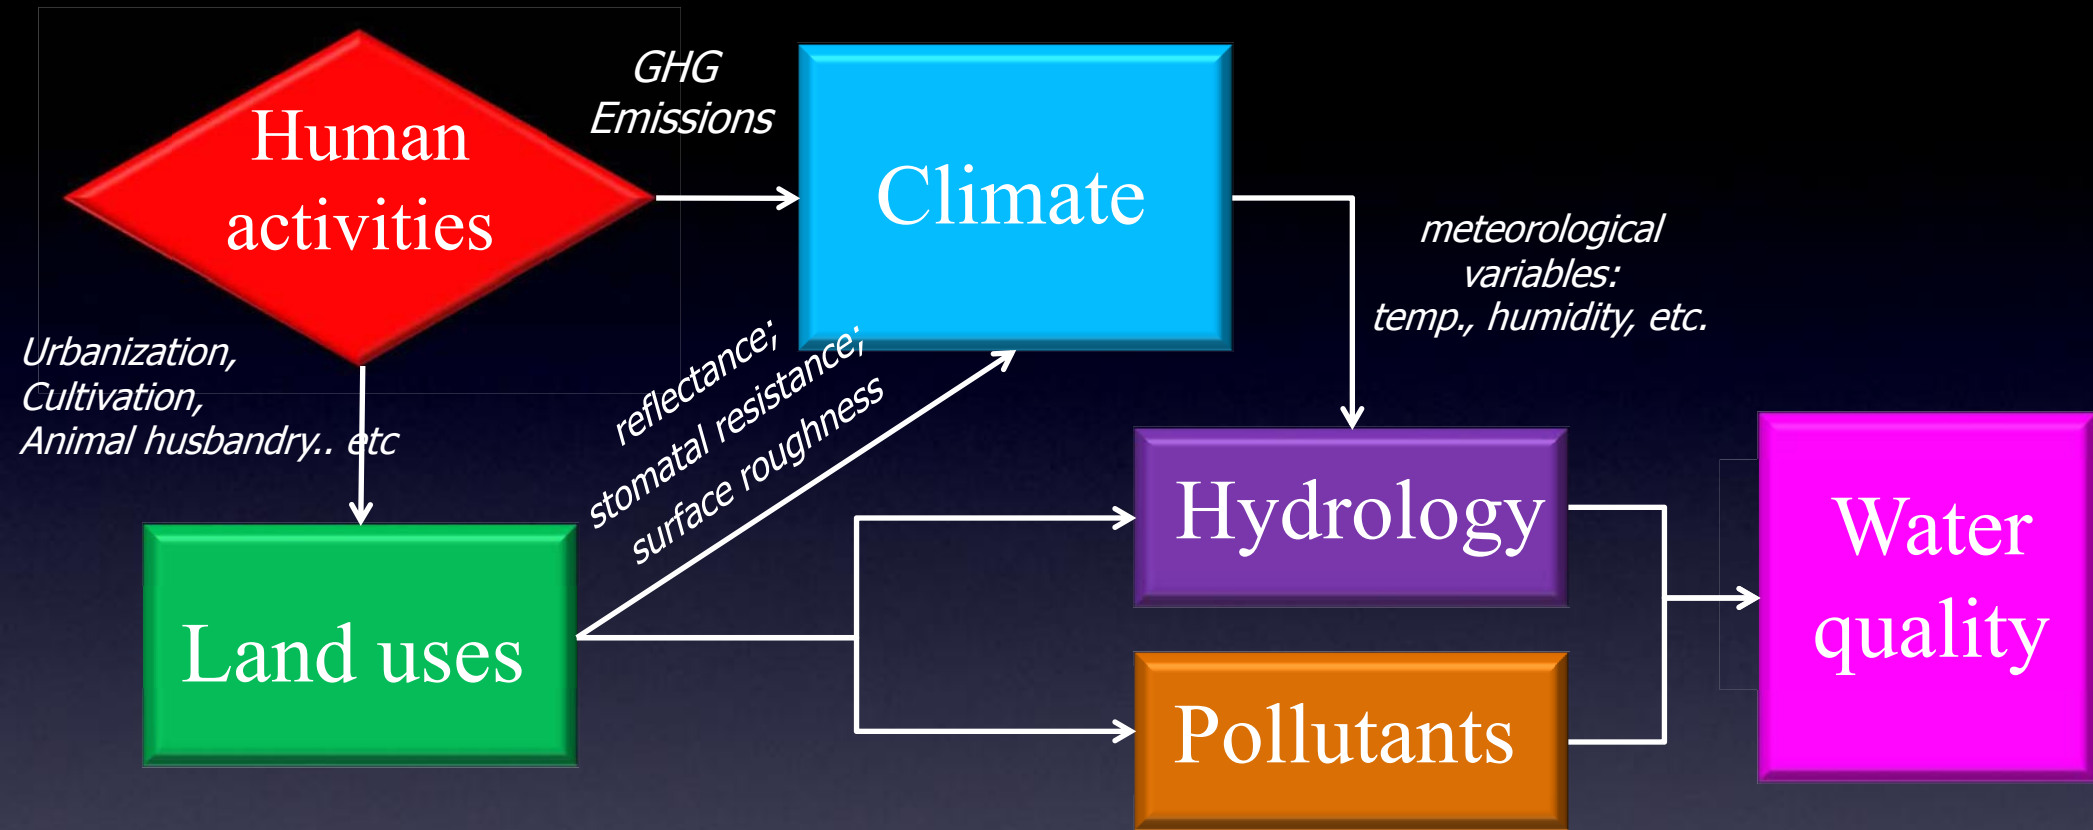 Human
activities
GHG
Emissions
Climate
meteorological
variables:
temp., humidity, etc.
Urbanization,
Cultivation,
Animal husbandry.. etc
reflectance;
stomatal resistance;
surface roughness
Land uses
Hydrology
Pollutants
Water
quality